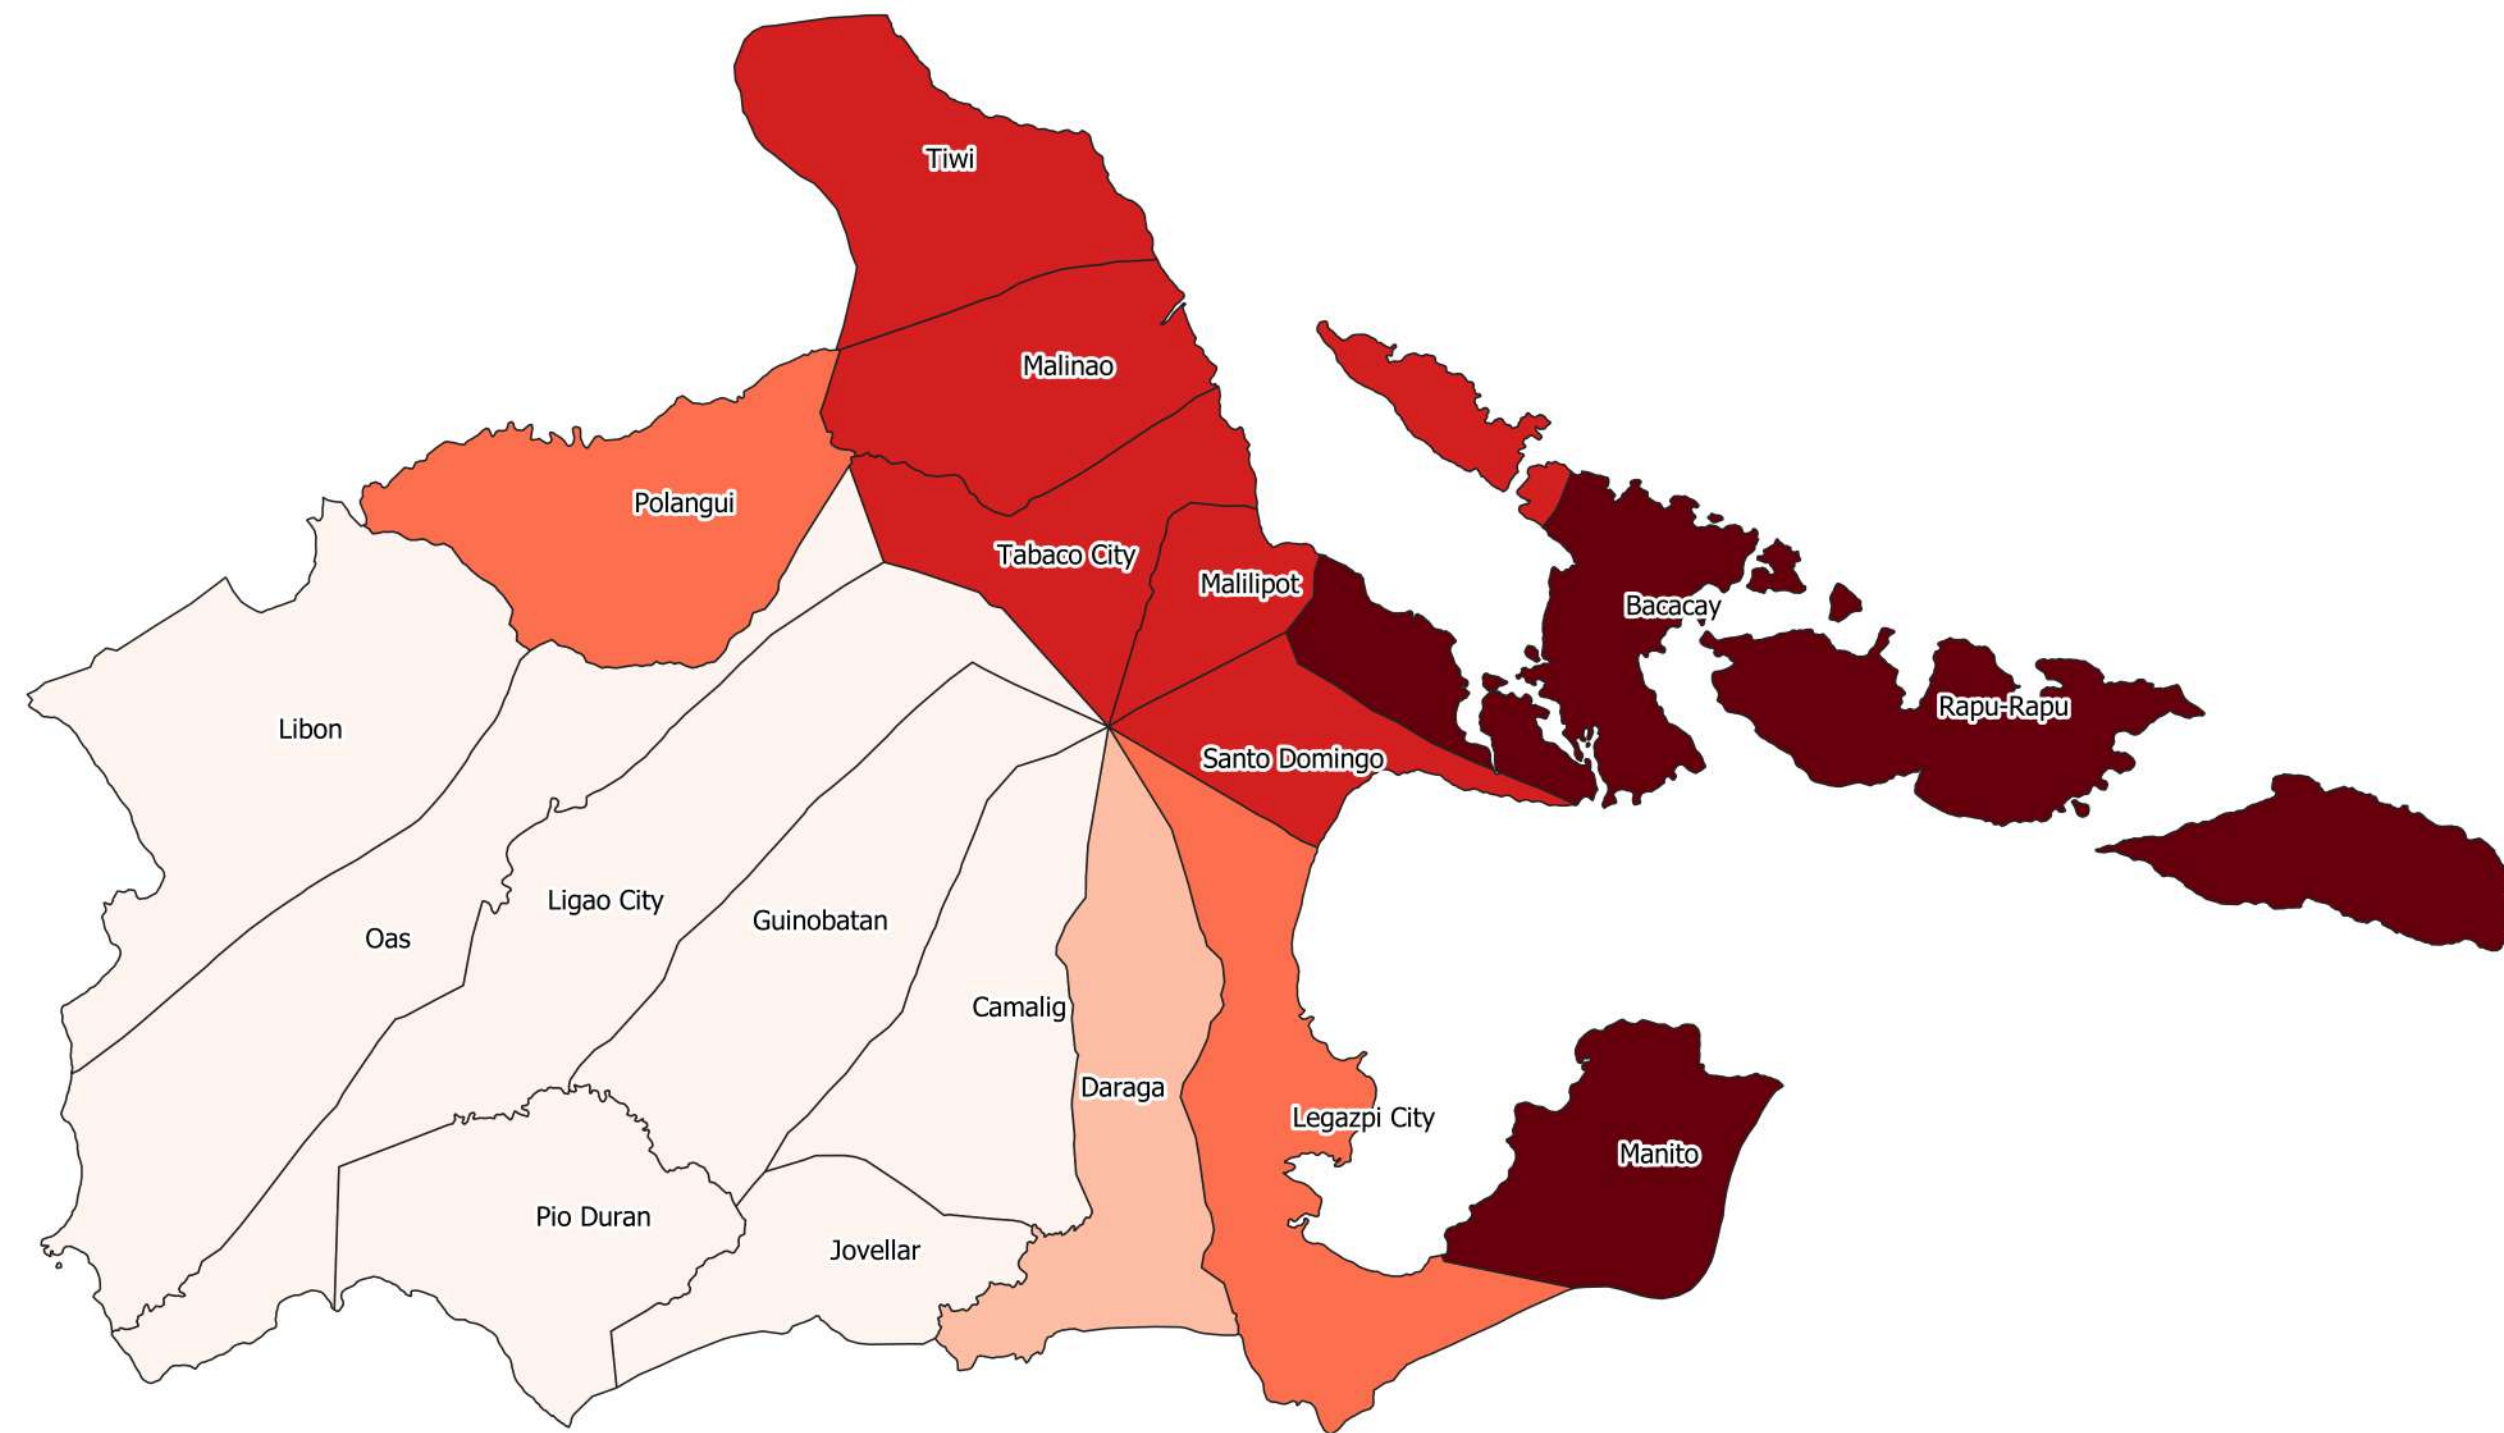 Tiwi
Malinao
Polangui
Tabaco City
Malilipot
Bacacay
Rapu-Rapu
Libon
Santo Domingo
Ligao City
Guinobatan
Oas
Camalig
Daraga
Legazpi City
Manito
Pio Duran
Jovellar